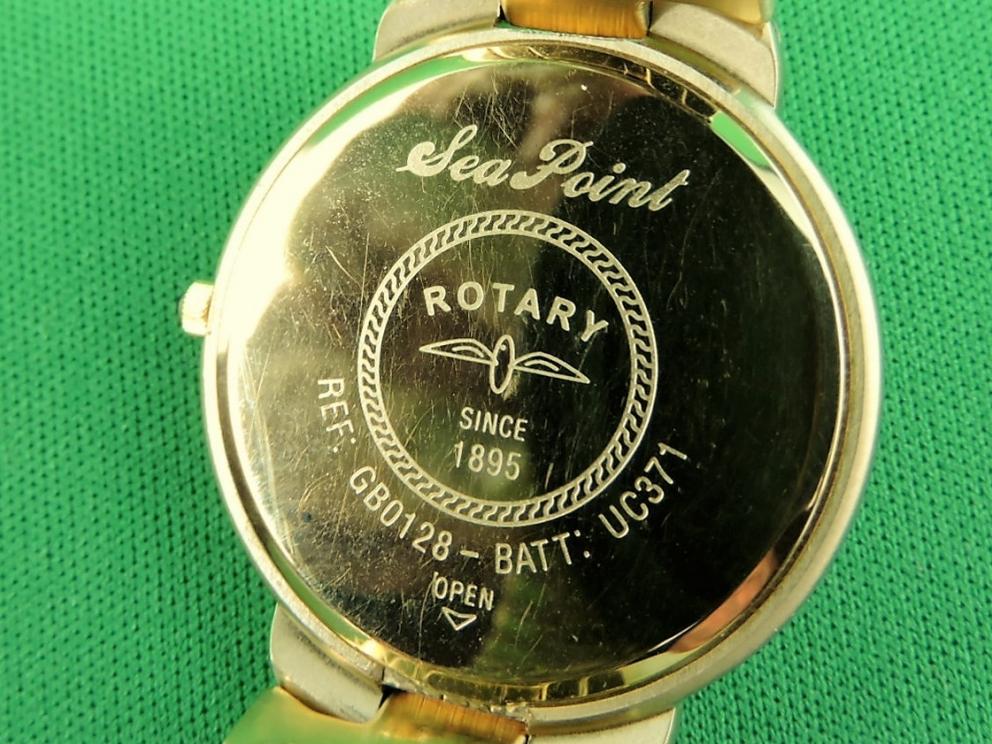 Sea Point
ROTARY
SINCE
1895
REF: GB0128 - BATT: UC371
OPEN